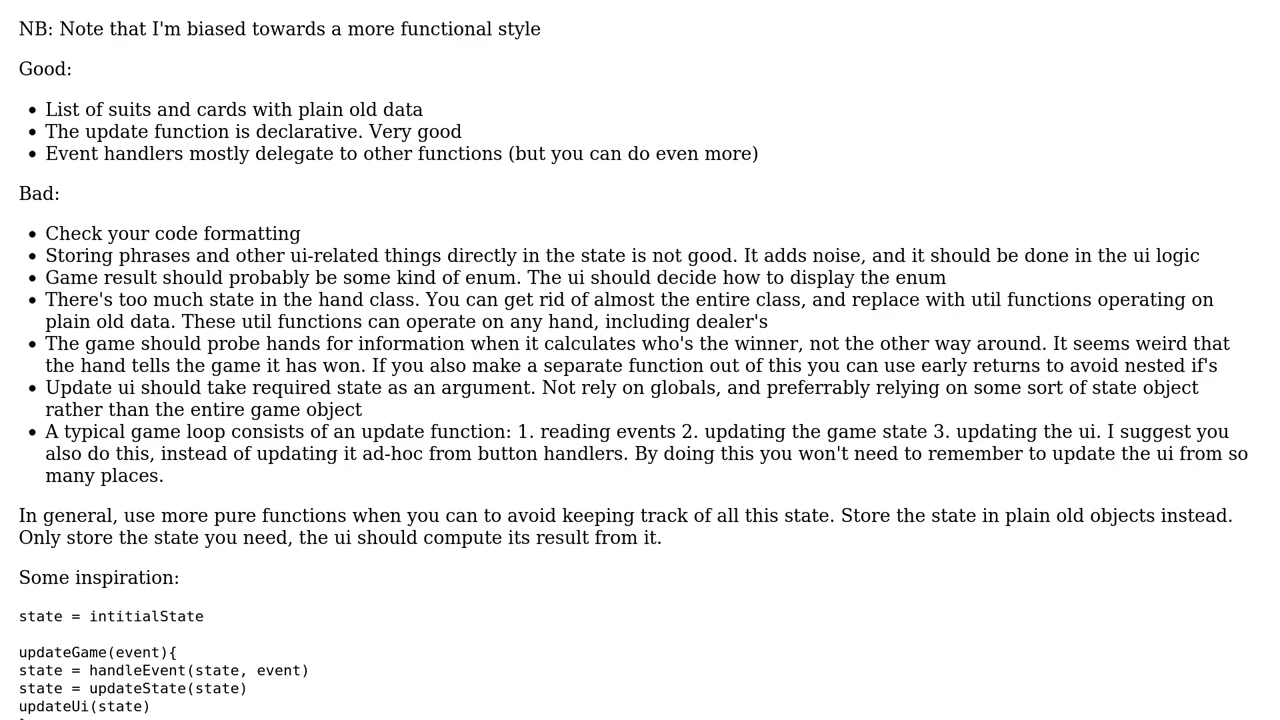 NB: Note that I'm biased towards a more functional style
Good:
• List of suits and cards with plain old data
• The update function is declarative. Very good
• Event handlers mostly delegate to other functions (but you can do even more)
Bad:
• Check your code formatting
• Storing phrases and other ui-related things directly in the state is not good. It adds noise, and it should be done in the ui logic
• Game result should probably be some kind of enum. The ui should decide how to display the enum
• There's too much state in the hand class. You can get rid of almost the entire class, and replace with util functions operating on
plain old data. These util functions can operate on any hand, including dealer's
• The game should probe hands for information when it calculates who's the winner, not the other way around. It seems weird that
the hand tells the game it has won. If you also make a separate function out of this you can use early returns to avoid nested if's
• Update ui should take required state as an argument. Not rely on globals, and preferrably relying on some sort of state object
rather than the entire game object
• A typical game loop consists of an update function: 1. reading events 2. updating the game state 3. updating the ui. I suggest you
also do this, instead of updating it ad-hoc from button handlers. By doing this you won't need to remember to update the ui from so
many places.
In general, use more pure functions when you can to avoid keeping track of all this state. Store the state in plain old objects instead.
Only store the state you need, the ui should compute its result from it.
Some inspiration:
state = intitialState
updateGame(event){
state = handleEvent(state, event)
state = updateState(state)
updateUi(state)